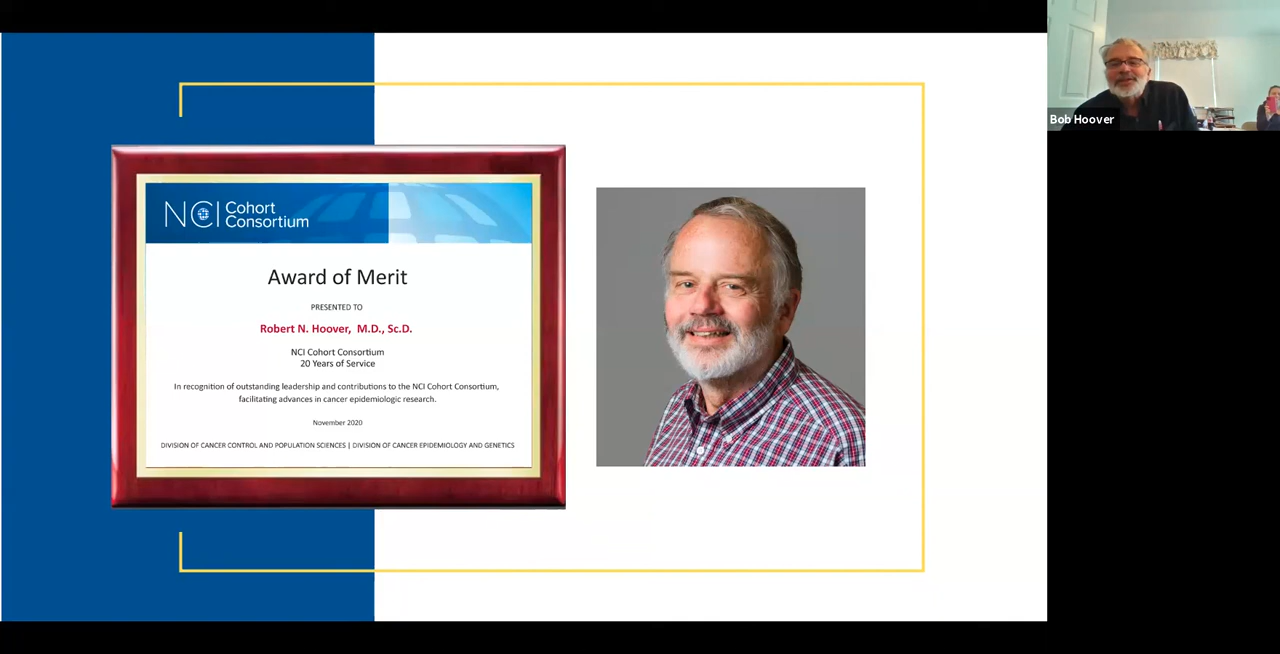 NCI Cohort
Consortium
Award of Merit
PRESENTED TO
Robert N. Hoover, M.D., Sc.D.
NCI Cohort Consortium
20 Years of Service
In recognition of outstanding leadership and contributions to the NCI Cohort Consortium,
facilitating advances in cancer epidemiologic research.
November 2020
DIVISION OF CANCER CONTROL AND POPULATION SCIENCES | DIVISION OF CANCER EPIDEMIOLOGY AND GENETICS
Bob Hoover